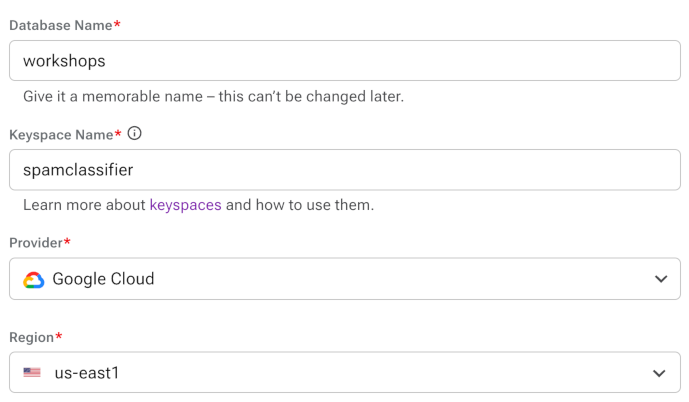 Database Name*
workshops
Give it a memorable name – this can't be changed later.
Keyspace Name*
spamclassifier
Learn more about keyspaces and how to use them.
Provider*
Google Cloud
Region*
us-east1